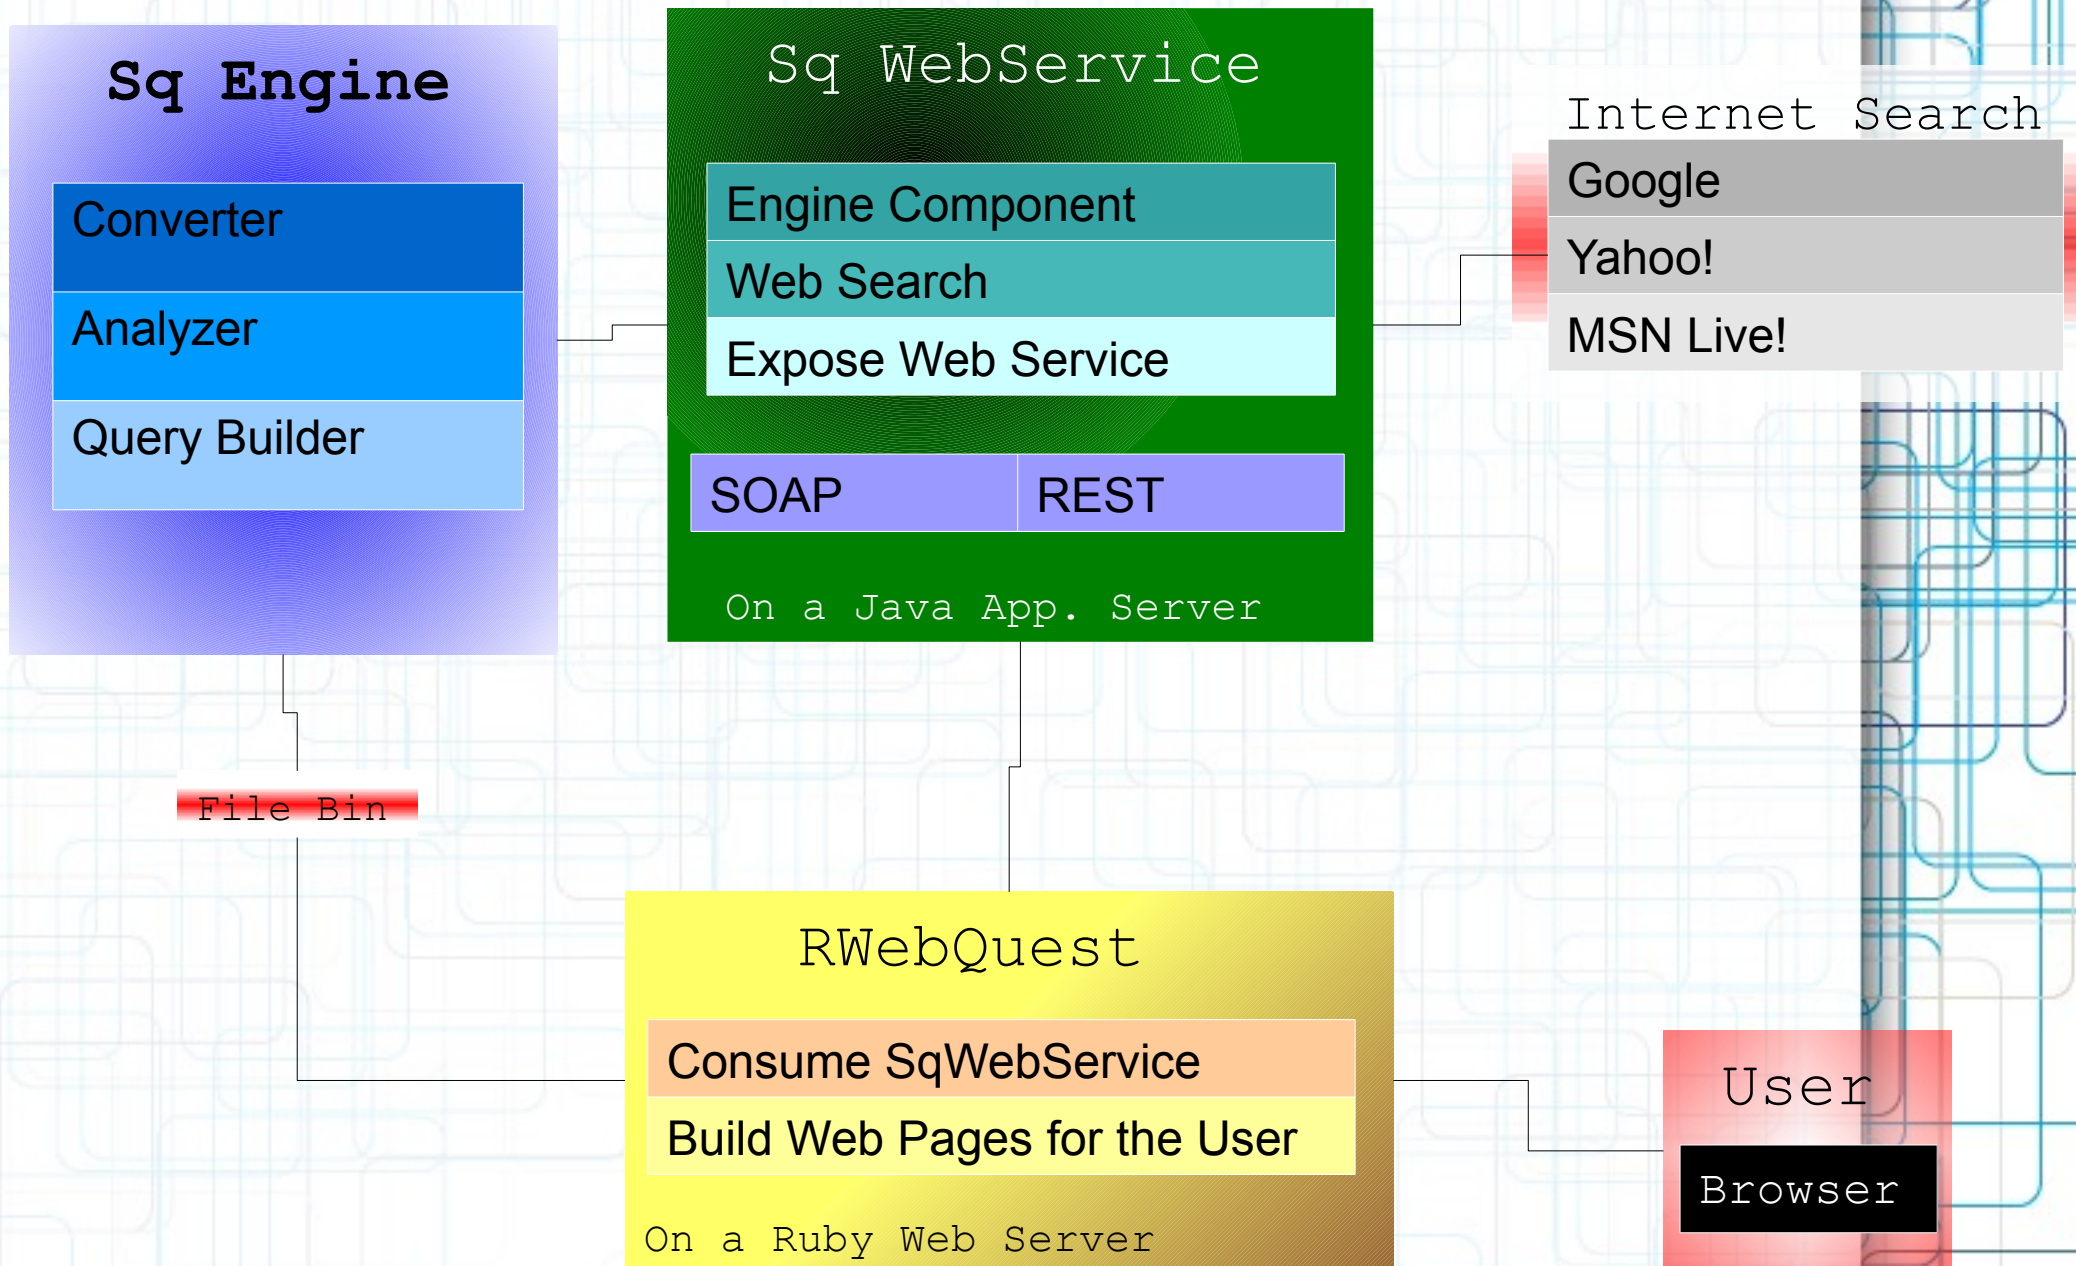 Sq Engine
Converter
Analyzer
Query Builder
Sq WebService
Engine Component
Web Search
Expose Web Service
SOAP REST
On a Java App. Server
Internet Search
Google
Yahoo!
MSN Live!
File Bin
RWebQuest
Consume SqWebService
Build Web Pages for the User
On a Ruby Web Server
User
Browser